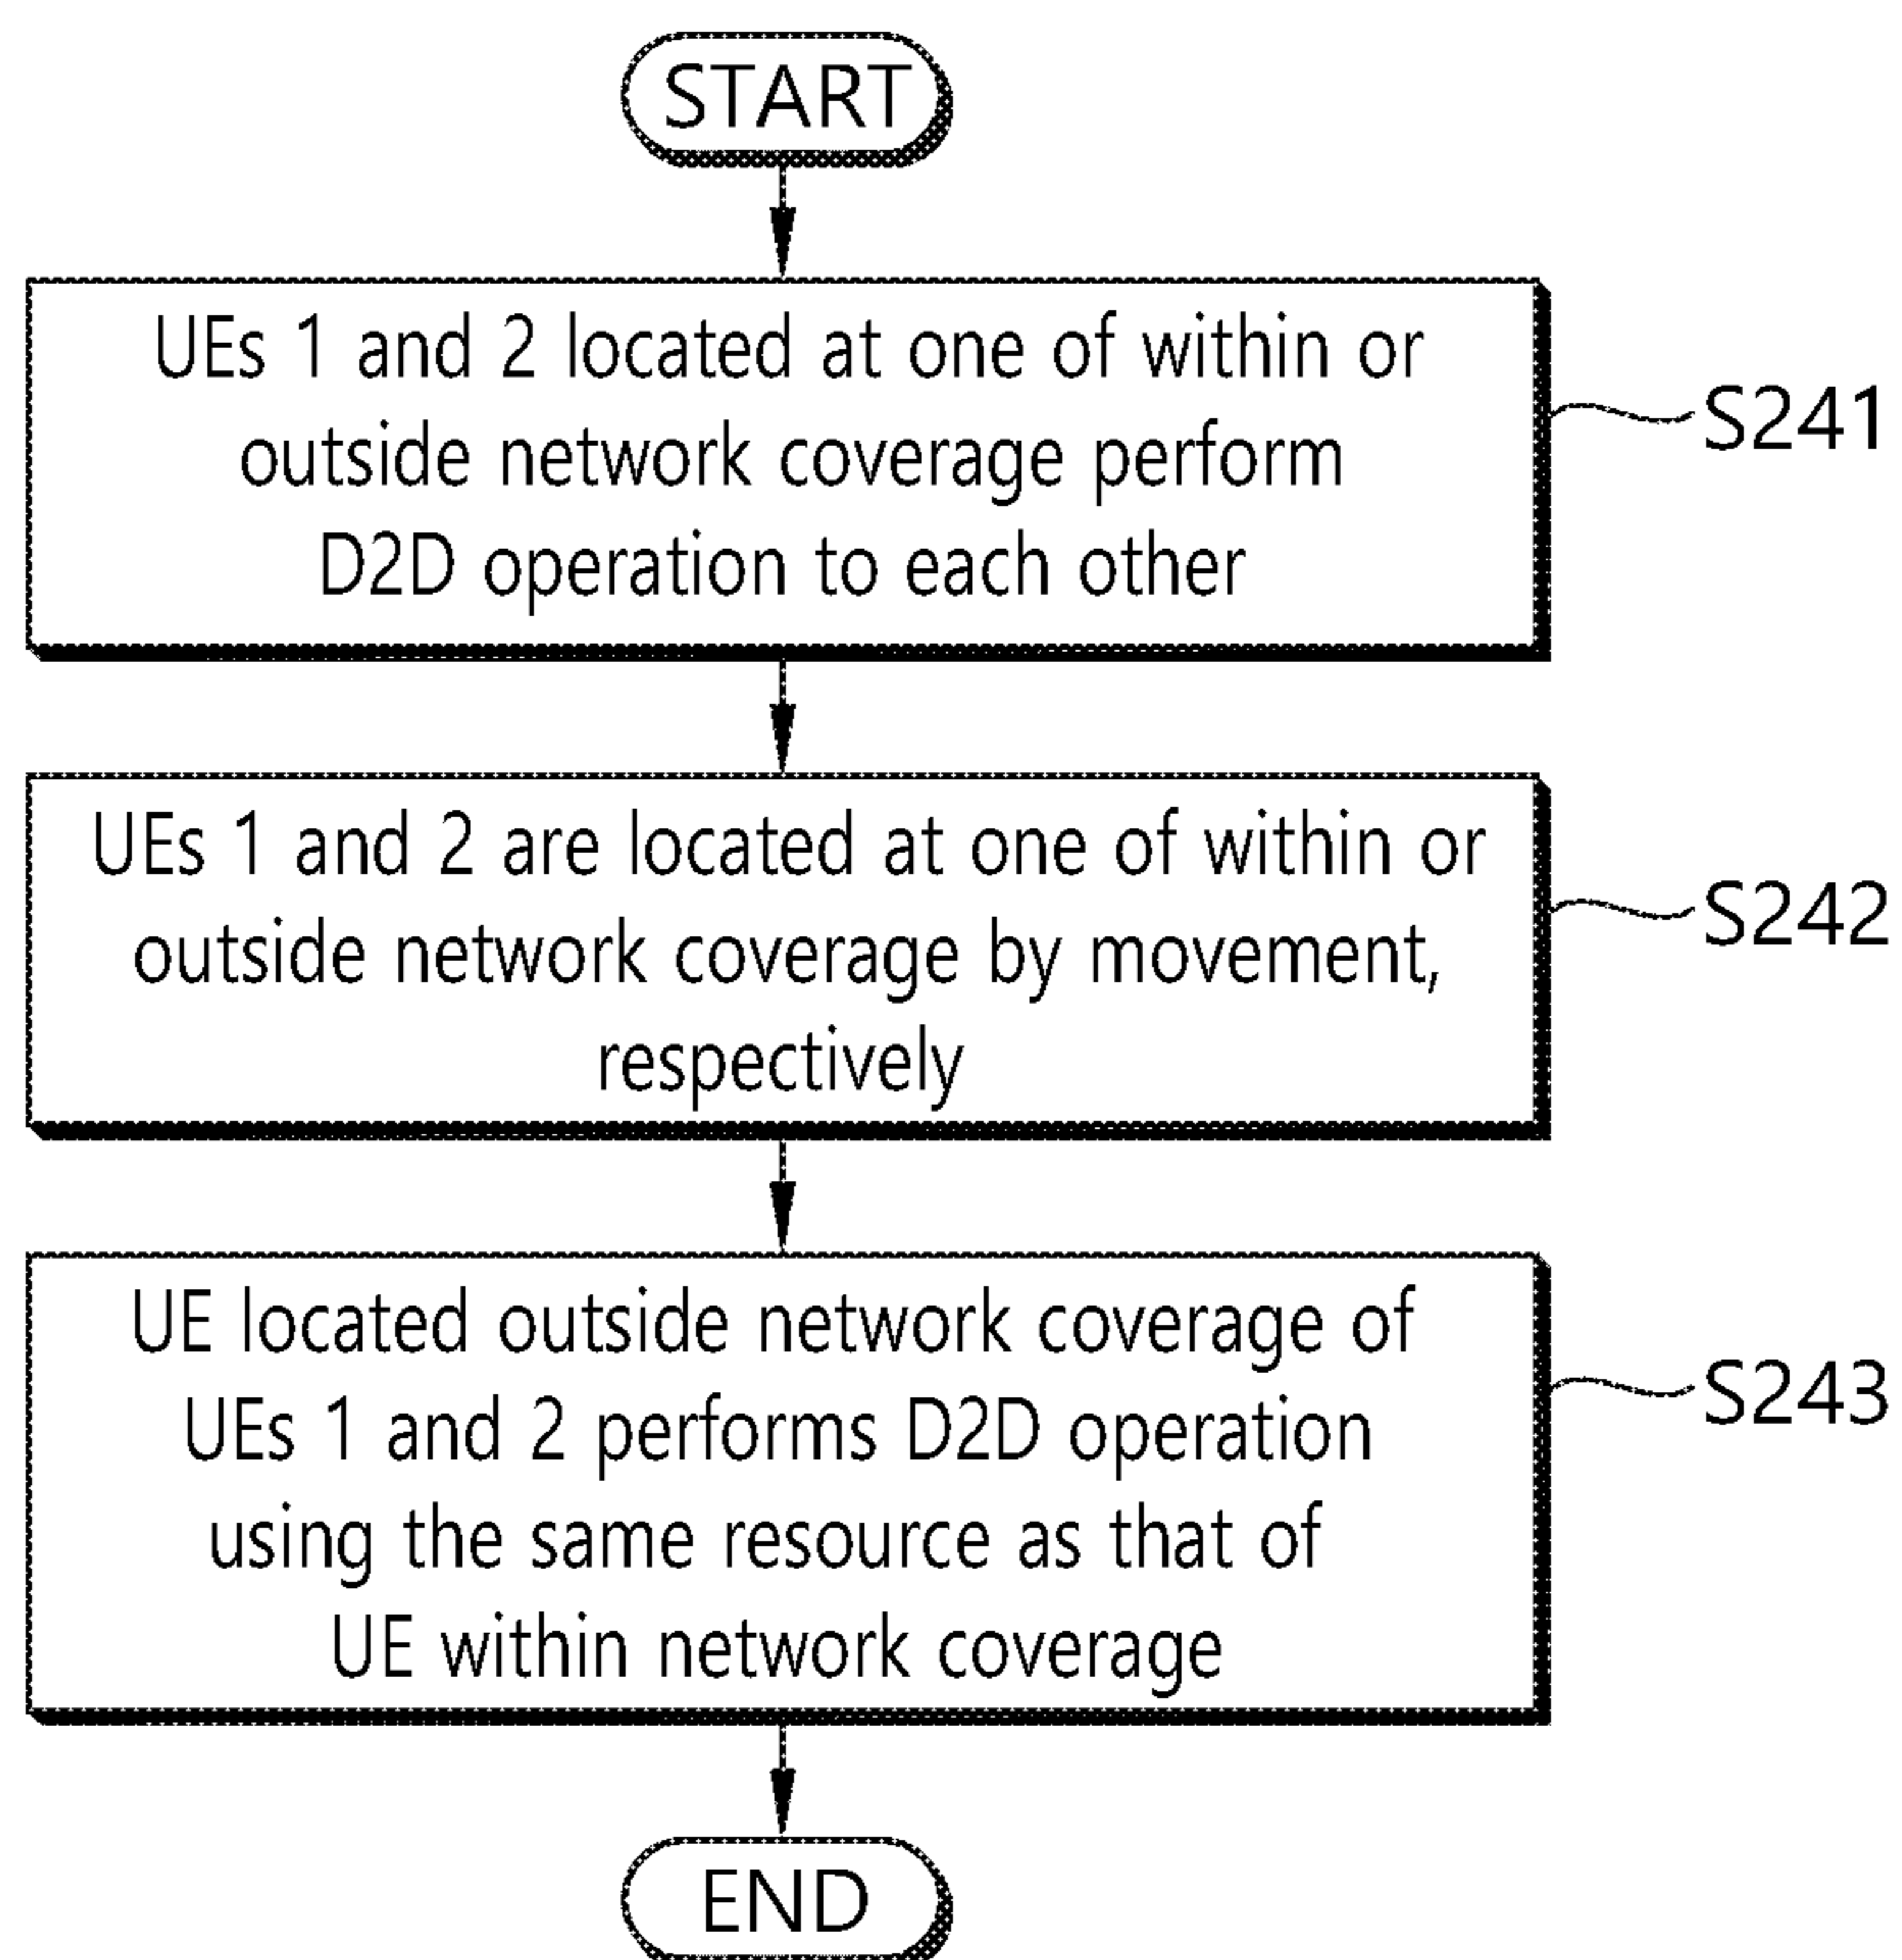 START
UEs 1 and 2 located at one of within or
outside network coverage perform
D2D operation to each other
S241
UEs 1 and 2 are located at one of within or
outside network coverage by movement,
respectively
S242
UE located outside network coverage of
UEs 1 and 2 performs D2D operation
using the same resource as that of
UE within network coverage
S243
END